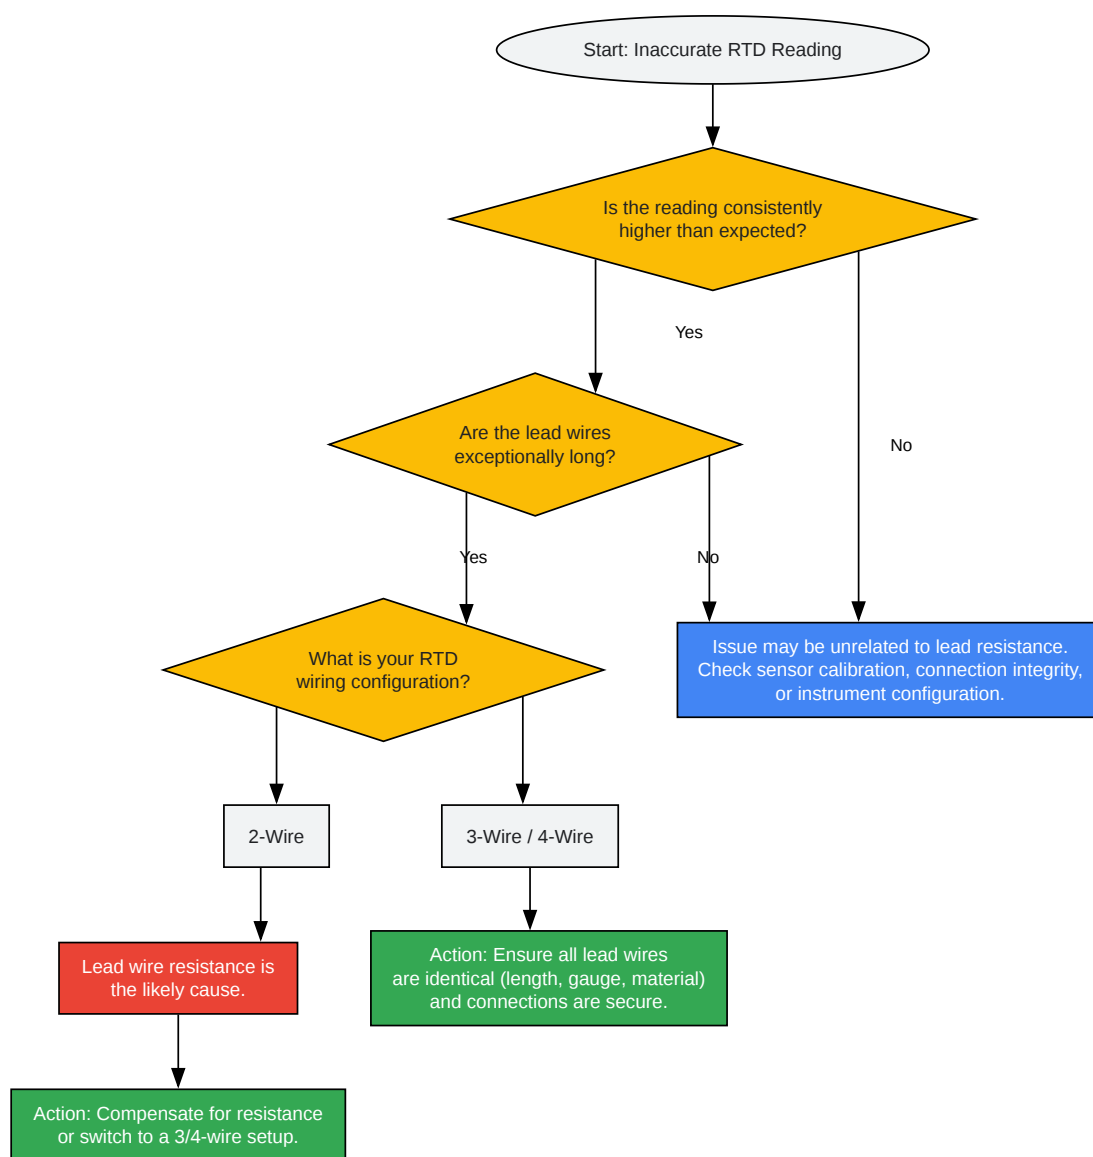 Start: Inaccurate RTD Reading
Is the reading consistently
higher than expected?
Yes
Are the lead wires
exceptionally long?
No
Yes
No
What is your RTD
wiring configuration?
Issue may be unrelated to lead resistance.
Check sensor calibration, connection integrity,
or instrument configuration.
2-Wire
3-Wire / 4-Wire
Lead wire resistance is
the likely cause.
Action: Ensure all lead wires
are identical (length, gauge, material)
and connections are secure.
Action: Compensate for resistance
or switch to a 3/4-wire setup.